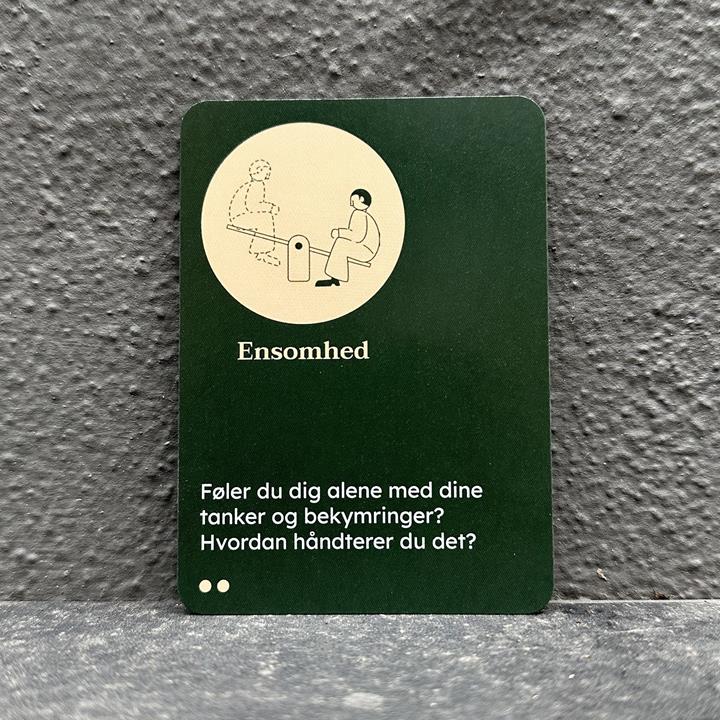 Ensomhed
Føler du dig alene med dine
tanker og bekymringer?
Hvordan håndterer du det?